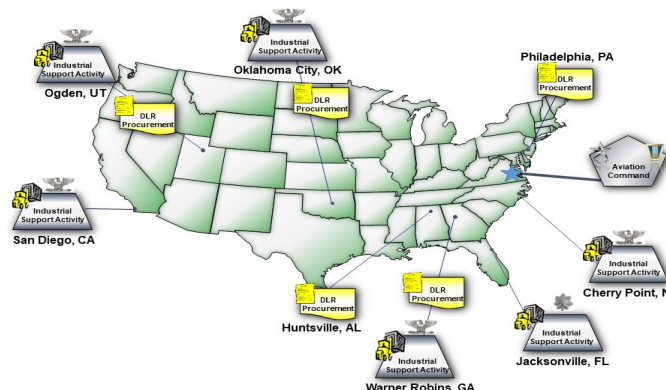 Industrial
Support Activity
Ogden, UT
DLR
Procurement
Industrial
Support Activity
Oklahoma City, OK
DLR
Procurement
Philadelphia, PA
DLR
Procurement
Aviation
Command
Industrial
Support Activity
San Diego, CA
DLR
Procurement
Huntsville, AL
DLR
Procurement
Industrial
Support Activity
Warner Robins, GA
Industrial
Support Activity
Jacksonville, FL
Industrial
Support Activity
Cherry Point, N